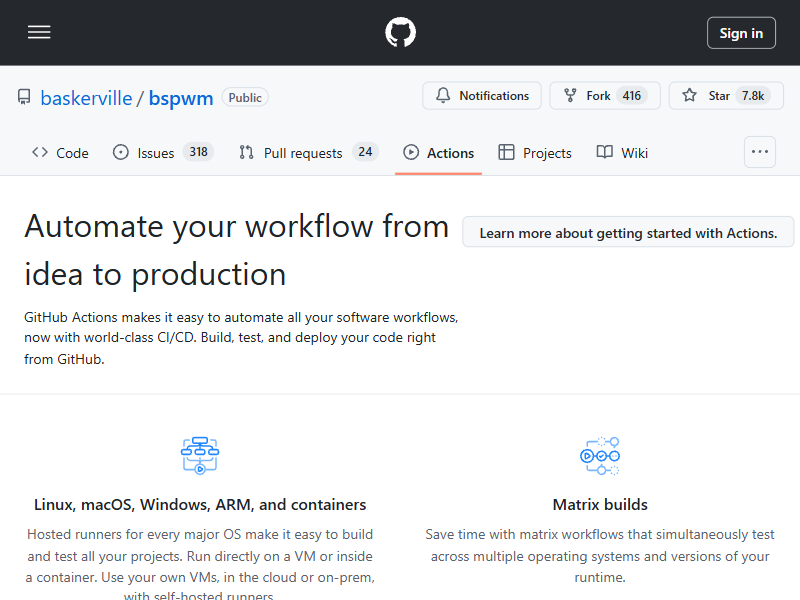 Sign in
baskerville / bspwm Public
Notifications Fork 416 Star 7.8k
Code Issues 318 Pull requests 24 Actions Projects Wiki
Automate your workflow from
idea to production
Learn more about getting started with Actions.
GitHub Actions makes it easy to automate all your software workflows,
now with world-class CI/CD. Build, test, and deploy your code right
from GitHub.
Linux, macOS, Windows, ARM, and containers
Hosted runners for every major OS make it easy to build
and test all your projects. Run directly on a VM or inside
a container. Use your own VMs, in the cloud or on-prem,
with self-hosted runners.
Matrix builds
Save time with matrix workflows that simultaneously test
across multiple operating systems and versions of your
runtime.